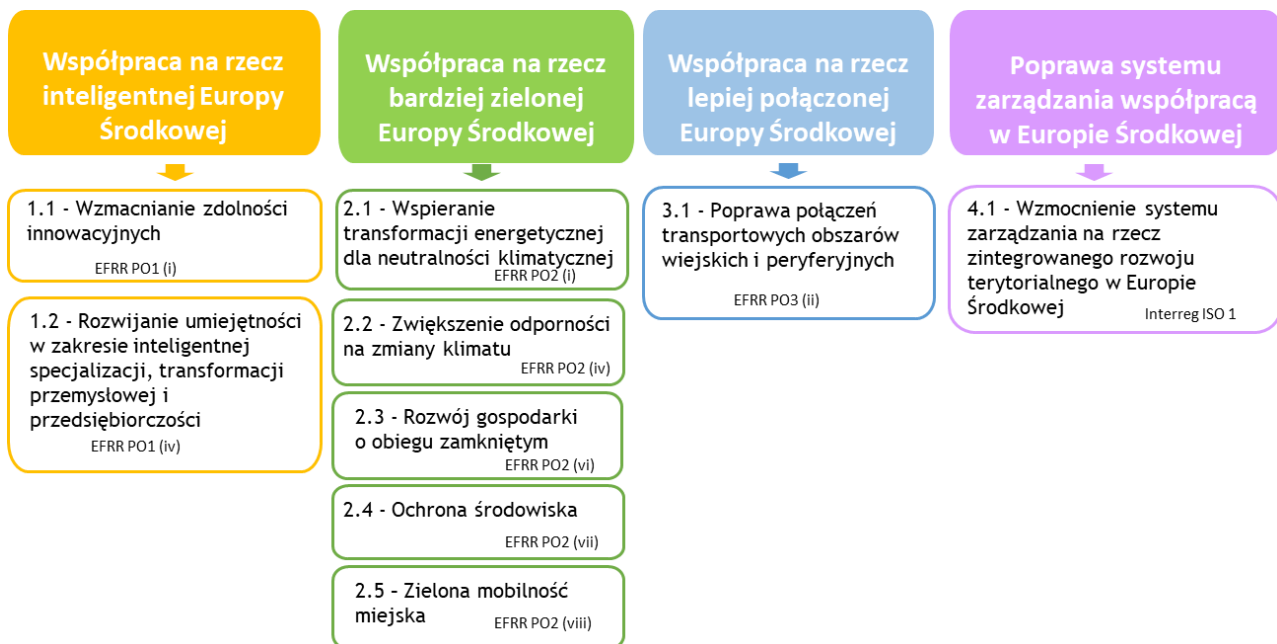 Współpraca na rzecz
inteligentnej Europy
Środkowej
1.1 - Wzmacnianie zdolności
innowacyjnych
EFRR PO1 (i)
1.2 - Rozwijanie umiejętności
w zakresie inteligentnej
specjalizacji, transformacji
przemysłowej i
przedsiębiorczości
EFRR PO1 (iv)
Współpraca na rzecz
bardziej zielonej
Europy Środkowej
2.1 - Wspieranie
transformacji energetycznej
dla neutralności klimatycznej
EFRR PO2 (i)
2.2 - Zwiększenie odporności
na zmiany klimatu
EFRR PO2 (iv)
2.3 - Rozwój gospodarki
o obiegu zamkniętym
EFRR PO2 (vi)
2.4 - Ochrona środowiska
EFRR PO2 (vii)
2.5 – Zielona mobilność
miejska
EFRR PO2 (viii)
Współpraca na rzecz
lepiej połączonej
Europy Środkowej
3.1 - Poprawa połączeń
transportowych obszarów
wiejskich i peryferyjnych
EFRR PO3 (ii)
Poprawa systemu
zarządzania współpracą
w Europie Środkowej
4.1 - Wzmocnienie systemu
zarządzania na rzecz
zintegrowanego rozwoju
terytorialnego w Europie
Środkowej
Interreg ISO 1